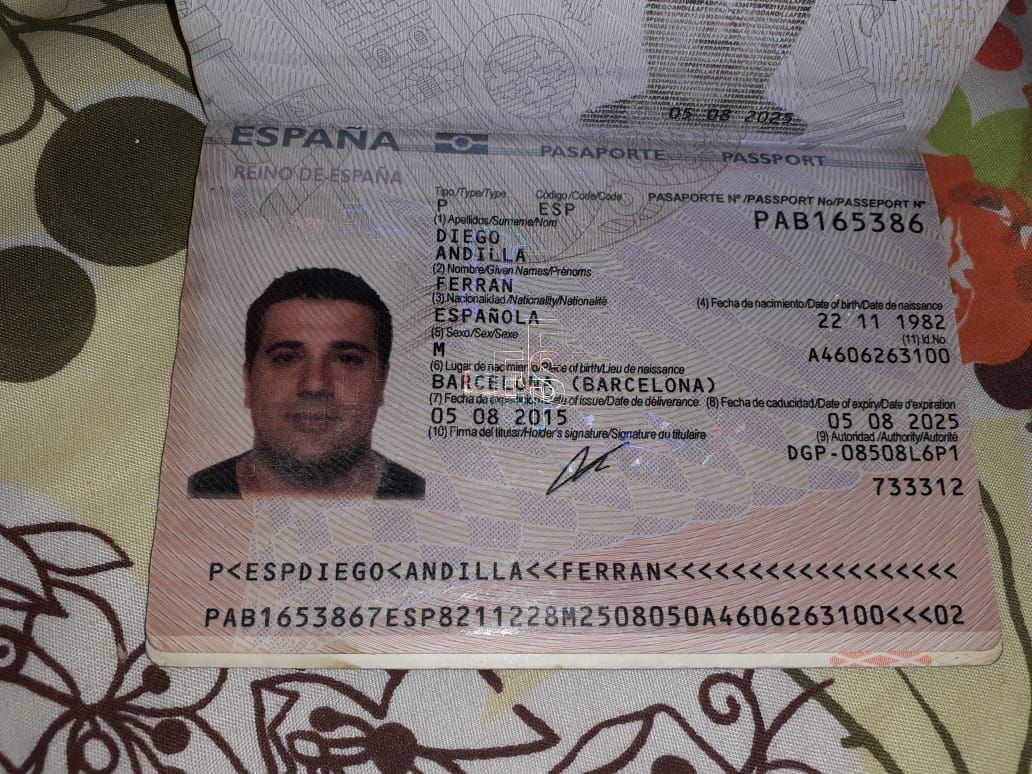 05 08 2025
ESPAÑA
PASAPORTE PASSPORT
REINO DE ESPAÑA
Tipo/Type/Type Código/Code/Code PASAPORTE Nº/PASSPORT No/PASSEPORT Nº
P ESP PAB165386
(1) Apellidos/Surname/Nom
DIEGO
ANDILLA
(2) Nombre/Given Names/Prénoms
FERRAN
(3) Nacionalidad/Nationality/Nationalité (4) Fecha de nacimiento/Date of birth/Date de naissance
ESPAÑOLA 22 11 1982
(5) Sexo/Sex/Sexe (11) Id.No.
M A4606263100
(6) Lugar de nacimiento/Place of birth/Lieu de naissance
BARCELONA (BARCELONA)
(7) Fecha de expedición/Date of issue/Date de déliverance (8) Fecha de caducidad/Date of expiry/Date d'expiration
05 08 2015 05 08 2025
(10) Firma del titular/Holder's signature/Signature du titulaire (9) Autoridad/Authority/Autorité
DGP-08508L6P1
733312
P<ESPDIEGO<ANDILLA<<FERRAN<<<<<<<<<<<<<<<<<<
PAB1653867ESP8211228M2508050A4606263100<<<02